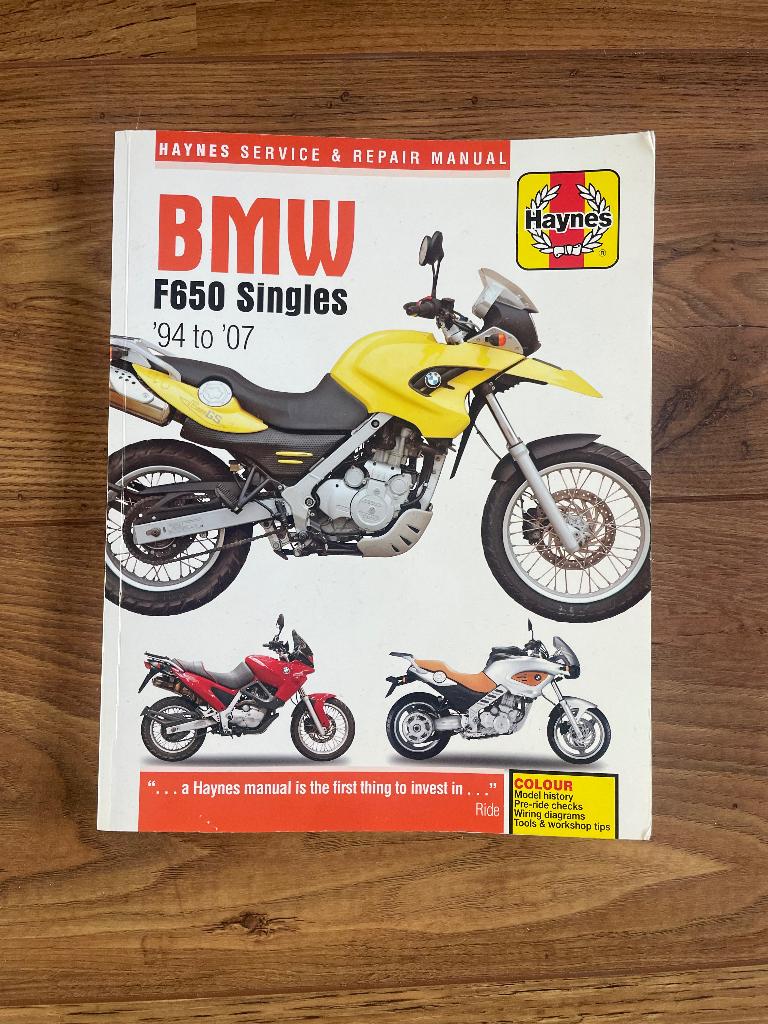 HAYNES SERVICE & REPAIR MANUAL
Haynes
®
BMW
F650 Singles
'94 to '07
GS
". . . a Haynes manual is the first thing to invest in . . ."
Ride
COLOUR
Model history
Pre-ride checks
Wiring diagrams
Tools & workshop tips